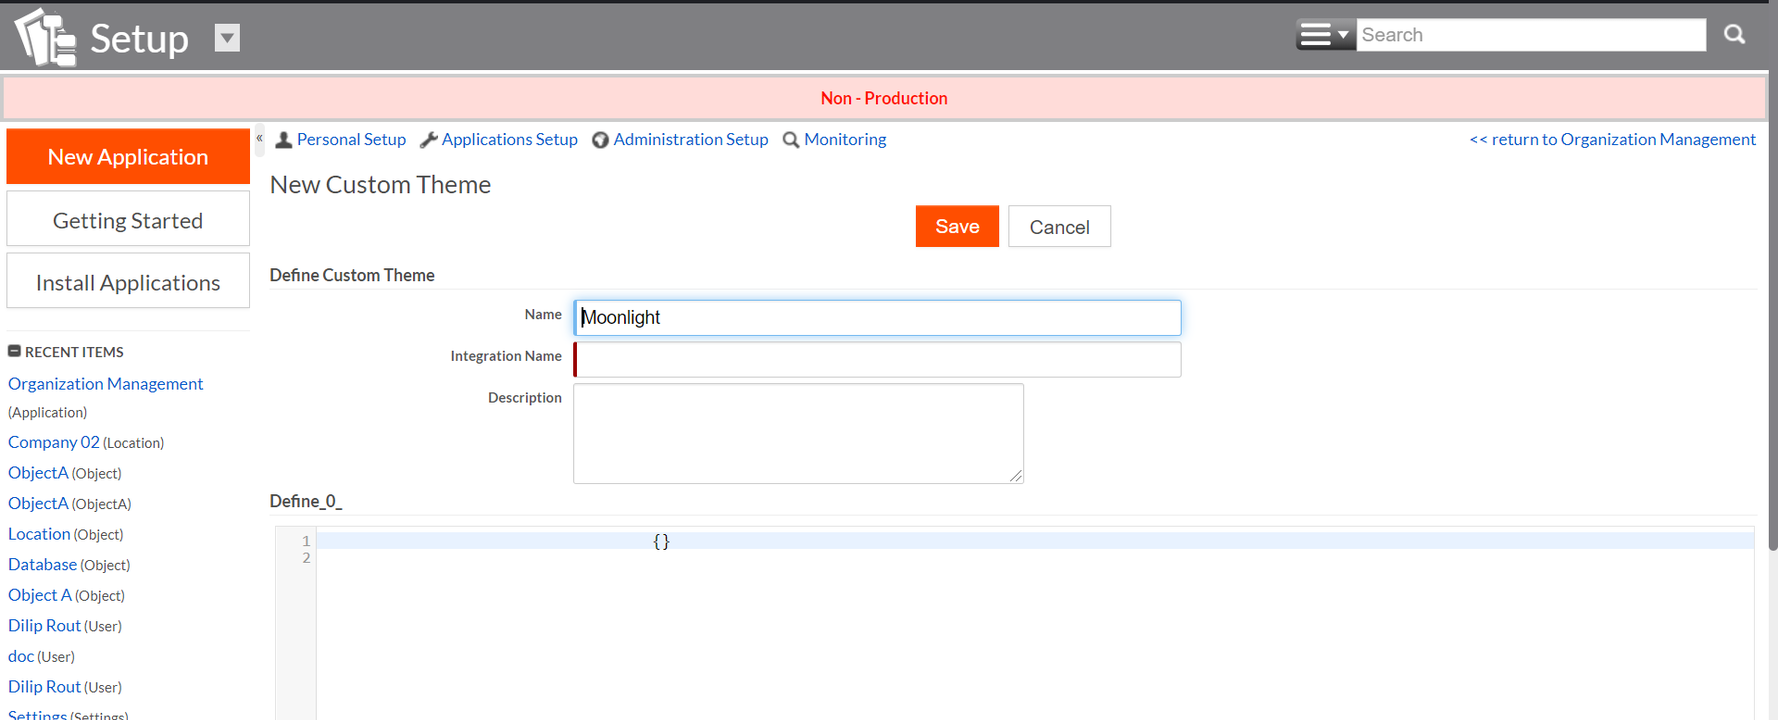 Setup
Search
Non - Production
New Application
Getting Started
Install Applications
«
Personal Setup Applications Setup Administration Setup Monitoring
<< return to Organization Management
New Custom Theme
Save Cancel
Define Custom Theme
Name Moonlight
Integration Name
Description
Define_0_
1 {}
2
RECENT ITEMS
Organization Management
(Application)
Company 02 (Location)
ObjectA (Object)
ObjectA (ObjectA)
Location (Object)
Database (Object)
Object A (Object)
Dilip Rout (User)
doc (User)
Dilip Rout (User)
Settings (Settings)